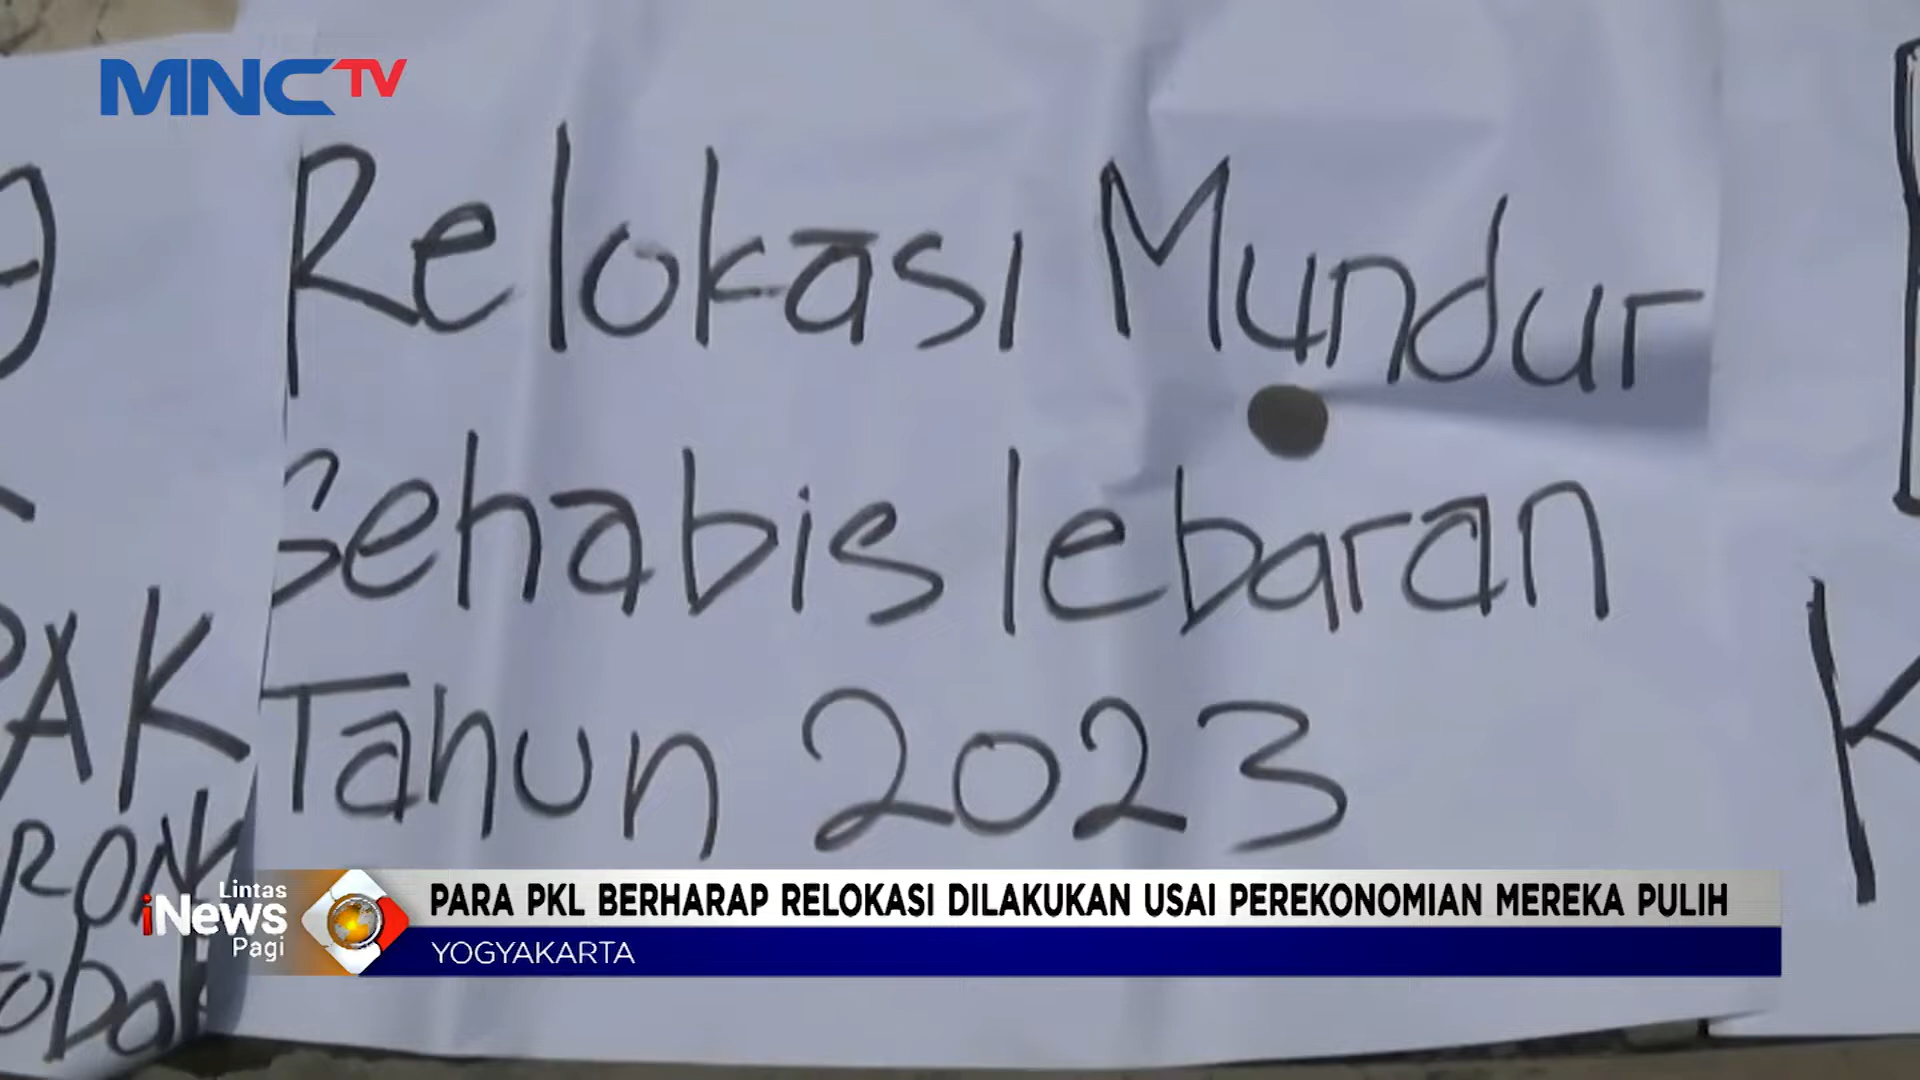 MNCTV
Relokasi Mundur
Sehabis lebaran
Tahun 2023
PAK
Lintas
iNews
Pagi
PARA PKL BERHARAP RELOKASI DILAKUKAN USAI PEREKONOMIAN MEREKA PULIH
YOGYAKARTA